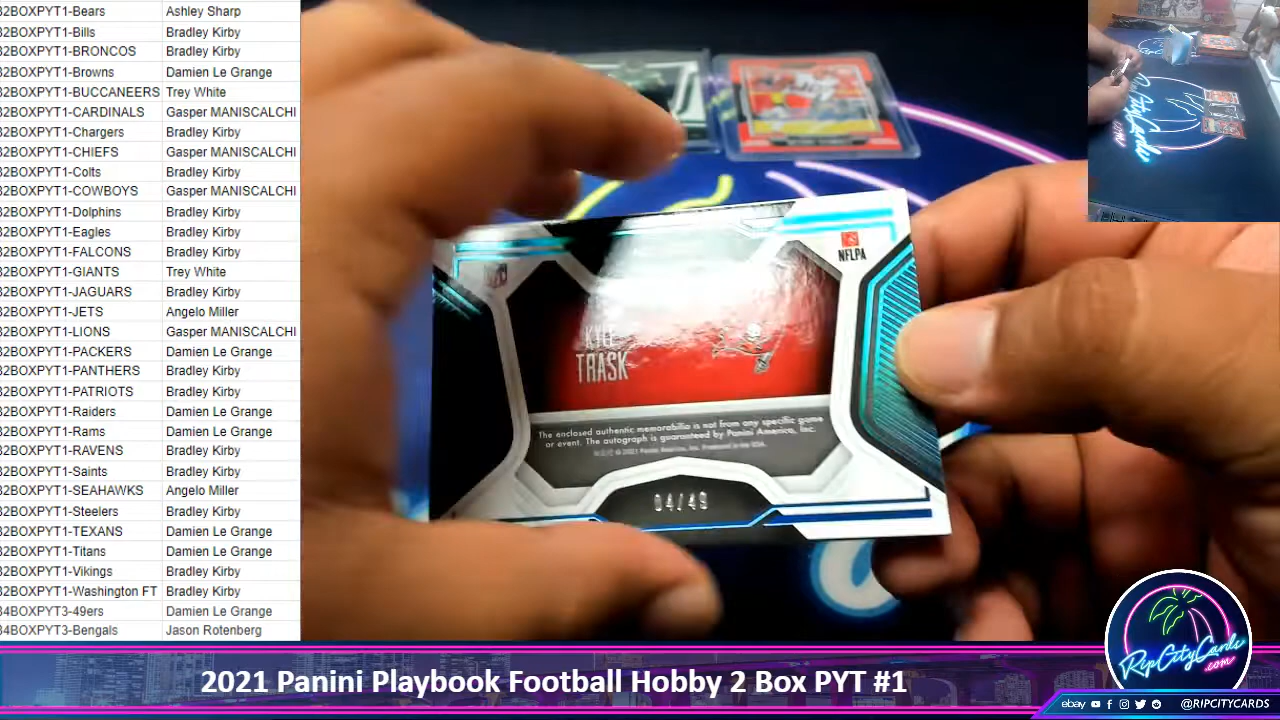 32BOXPYT1-Bears Ashley Sharp
32BOXPYT1-Bills Bradley Kirby
32BOXPYT1-BRONCOS Bradley Kirby
32BOXPYT1-Browns Damien Le Grange
32BOXPYT1-BUCCANEERS Trey White
32BOXPYT1-CARDINALS Gasper MANISCALCHI
32BOXPYT1-Chargers Bradley Kirby
32BOXPYT1-CHIEFS Gasper MANISCALCHI
32BOXPYT1-Colts Bradley Kirby
32BOXPYT1-COWBOYS Gasper MANISCALCHI
32BOXPYT1-Dolphins Bradley Kirby
32BOXPYT1-Eagles Bradley Kirby
32BOXPYT1-FALCONS Bradley Kirby
32BOXPYT1-GIANTS Trey White
32BOXPYT1-JAGUARS Bradley Kirby
32BOXPYT1-JETS Angelo Miller
32BOXPYT1-LIONS Gasper MANISCALCHI
32BOXPYT1-PACKERS Damien Le Grange
32BOXPYT1-PANTHERS Bradley Kirby
32BOXPYT1-PATRIOTS Bradley Kirby
32BOXPYT1-Raiders Damien Le Grange
32BOXPYT1-Rams Damien Le Grange
32BOXPYT1-RAVENS Bradley Kirby
32BOXPYT1-Saints Bradley Kirby
32BOXPYT1-SEAHAWKS Angelo Miller
32BOXPYT1-Steelers Bradley Kirby
32BOXPYT1-TEXANS Damien Le Grange
32BOXPYT1-Titans Damien Le Grange
32BOXPYT1-Vikings Bradley Kirby
32BOXPYT1-Washington FT Bradley Kirby
34BOXPYT3-49ers Damien Le Grange
34BOXPYT3-Bengals Jason Rotenberg
NFLPA
KYLE
TRASK
The enclosed authentic memorabilia is not from any specific game
or event. The autograph is guaranteed by Panini America, Inc.
© 2021 Panini America, Inc. Produced in the USA.
04/49
RipCityCards
.com
2021 Panini Playbook Football Hobby 2 Box PYT #1
ebay @RIPCITYCARDS